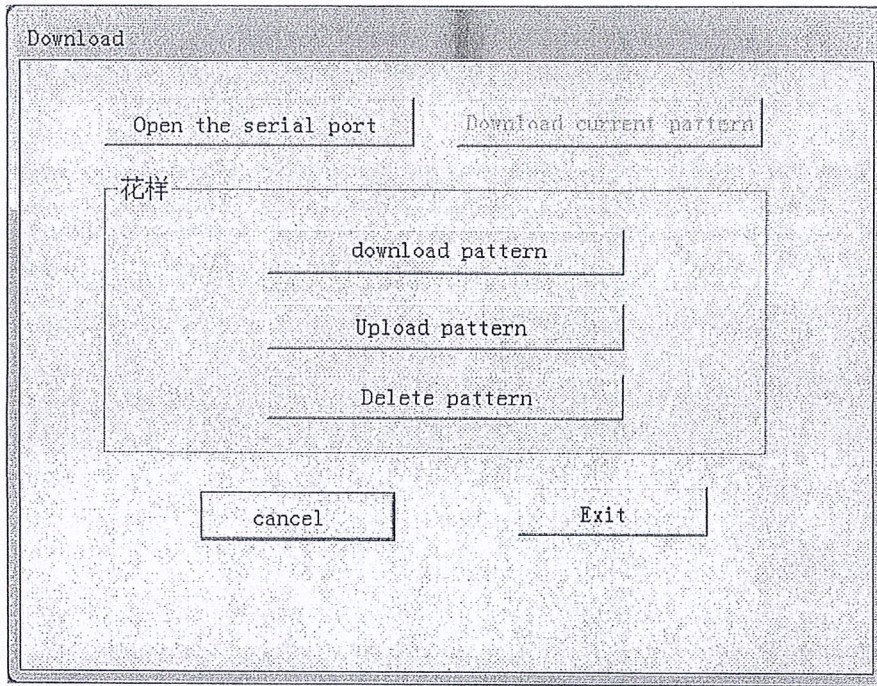 Download
Open the serial port
Download current pattern
花样
download pattern
Upload pattern
Delete pattern
cancel
Exit